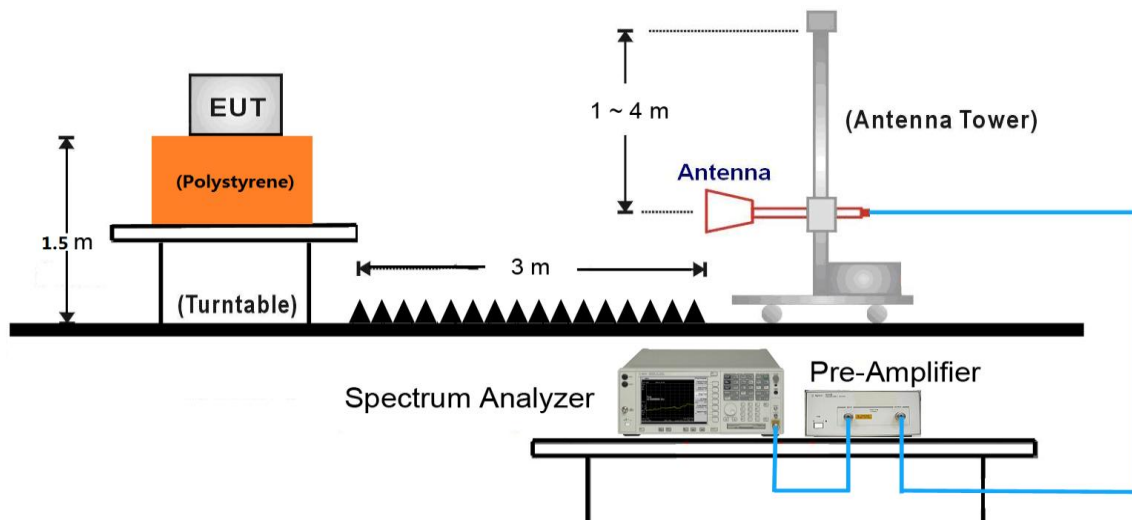 EUT
(Polystyrene)
1.5 m
(Turntable)
3 m
1 ~ 4 m
Antenna
(Antenna Tower)
Spectrum Analyzer
Pre-Amplifier